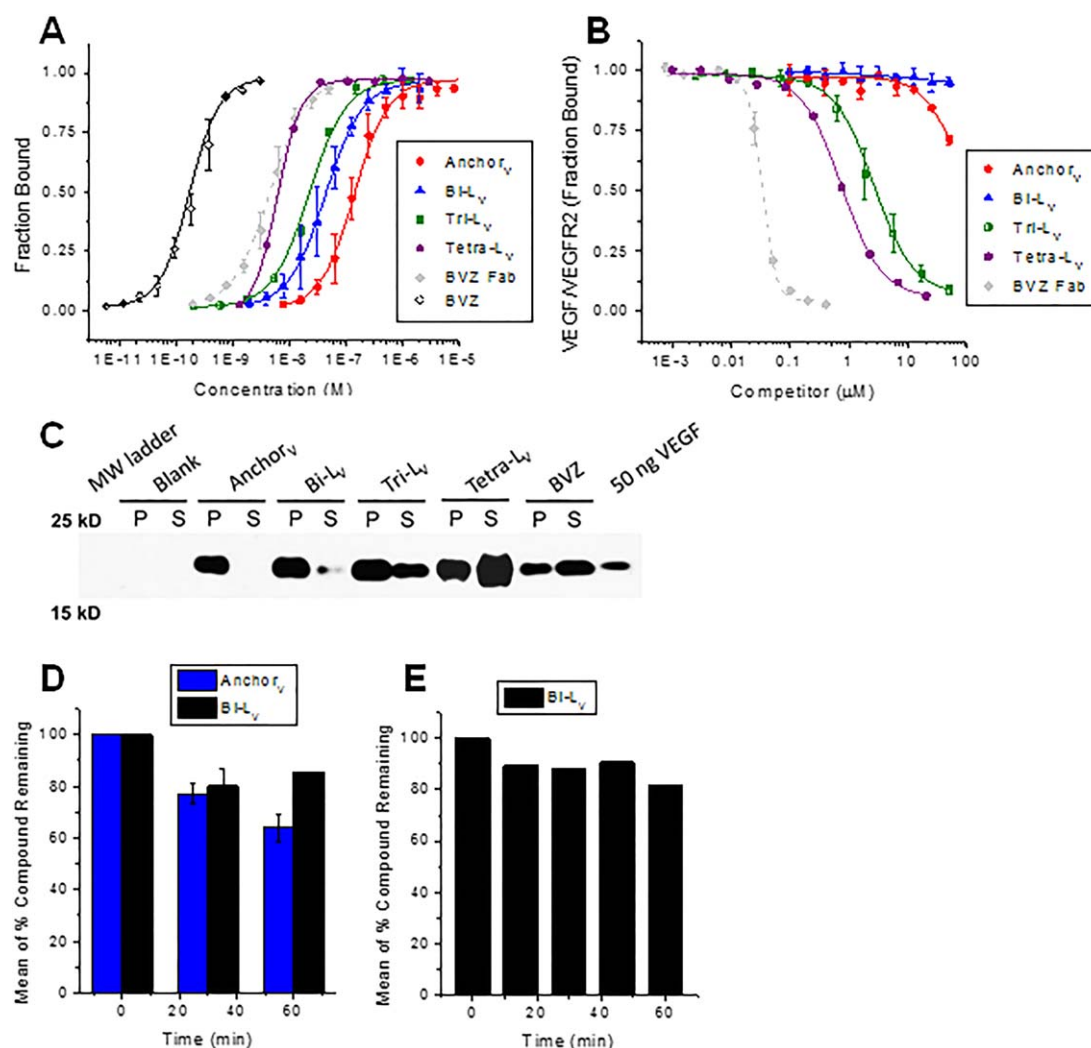 A
Fraction Bound
1.00
0.75
0.50
0.25
0.00
1E-11 1E-10 1E-9 1E-8 1E-7 1E-6 1E-5
Concentration (M)
Anchorᵥ
Bi-Lᵥ
Tri-Lᵥ
Tetra-Lᵥ
BVZ Fab
BVZ
B
VEGF/VEGFR2 (Fraction Bound)
1.00
0.75
0.50
0.25
0.00
1E-3 0.01 0.1 1 10 100
Competitor (μM)
Anchorᵥ
Bi-Lᵥ
Tri-Lᵥ
Tetra-Lᵥ
BVZ Fab
C
MW ladder Blank Anchorᵥ Bi-Lᵥ Tri-Lᵥ Tetra-Lᵥ BVZ 50 ng VEGF
25 kD P S P S P S P S P S P S
15 kD
D
Anchorᵥ
Bi-Lᵥ
Mean of % Compound Remaining
100
80
60
40
20
0
0 20 40 60
Time (min)
E
Bi-Lᵥ
Mean of % Compound Remaining
100
80
60
40
20
0
0 20 40 60
Time (min)